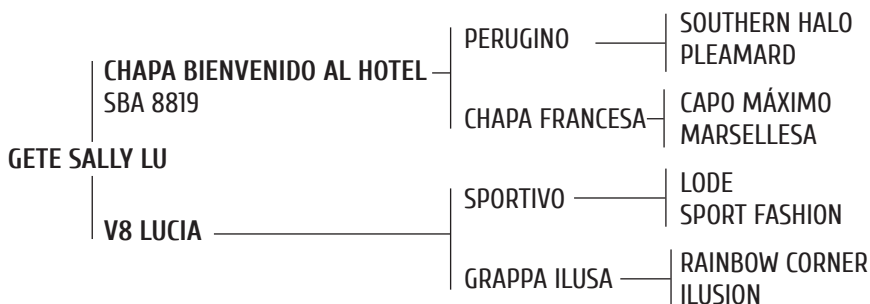 SOUTHERN HALO
PERUGINO
PLEAMARD
CHAPA BIENVENIDO AL HOTEL
SBA 8819
CAPO MÁXIMO
CHAPA FRANCESA
MARSELLESA
GETE SALLY LU
LODE
SPORTIVO
SPORT FASHION
V8 LUCIA
RAINBOW CORNER
GRAPPA ILUSA
ILUSION